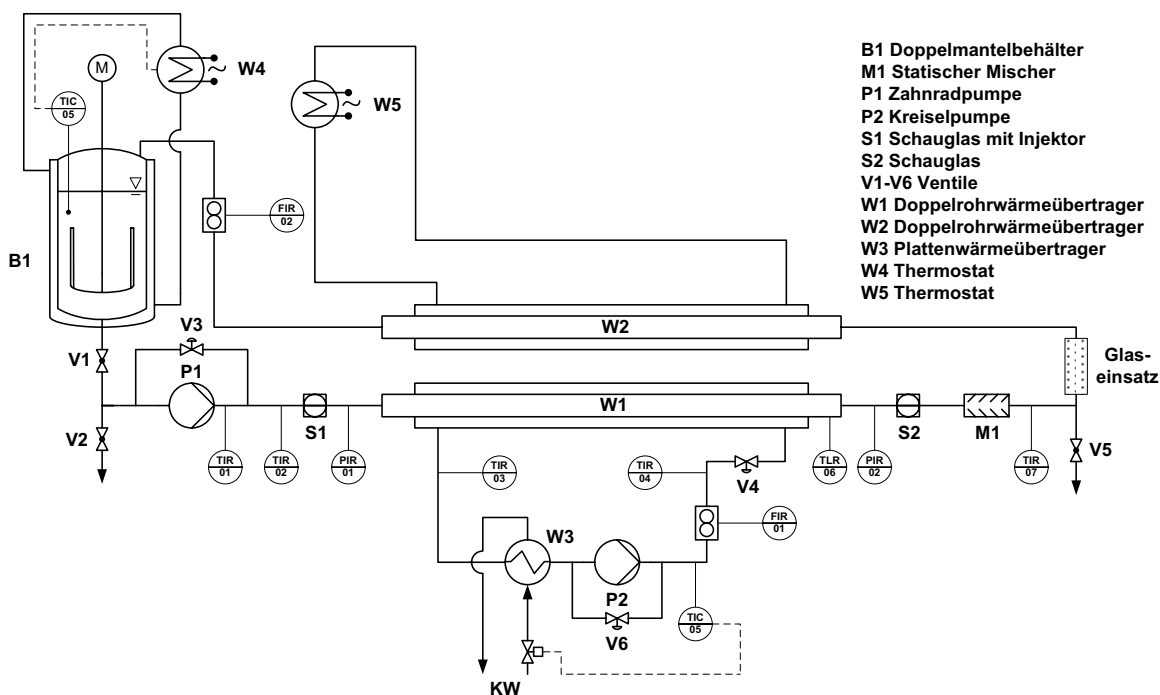 M
W4
TIC
05
W5
B1 Doppelmantelbehälter
M1 Statischer Mischer
P1 Zahnradpumpe
P2 Kreiselpumpe
S1 Schauglas mit Injektor
S2 Schauglas
V1-V6 Ventile
W1 Doppelrohrwärmeübertrager
W2 Doppelrohrwärmeübertrager
W3 Plattenwärmeübertrager
W4 Thermostat
W5 Thermostat
FIR
02
B1
W2
V3
V1
P1
Glas-
einsatz
W1
V2
S1
S2
M1
V5
TIR
01
TIR
02
PIR
01
TIR
03
TIR
04
V4
TLR
06
PIR
02
TIR
07
W3
FIR
01
P2
V6
TIC
05
KW